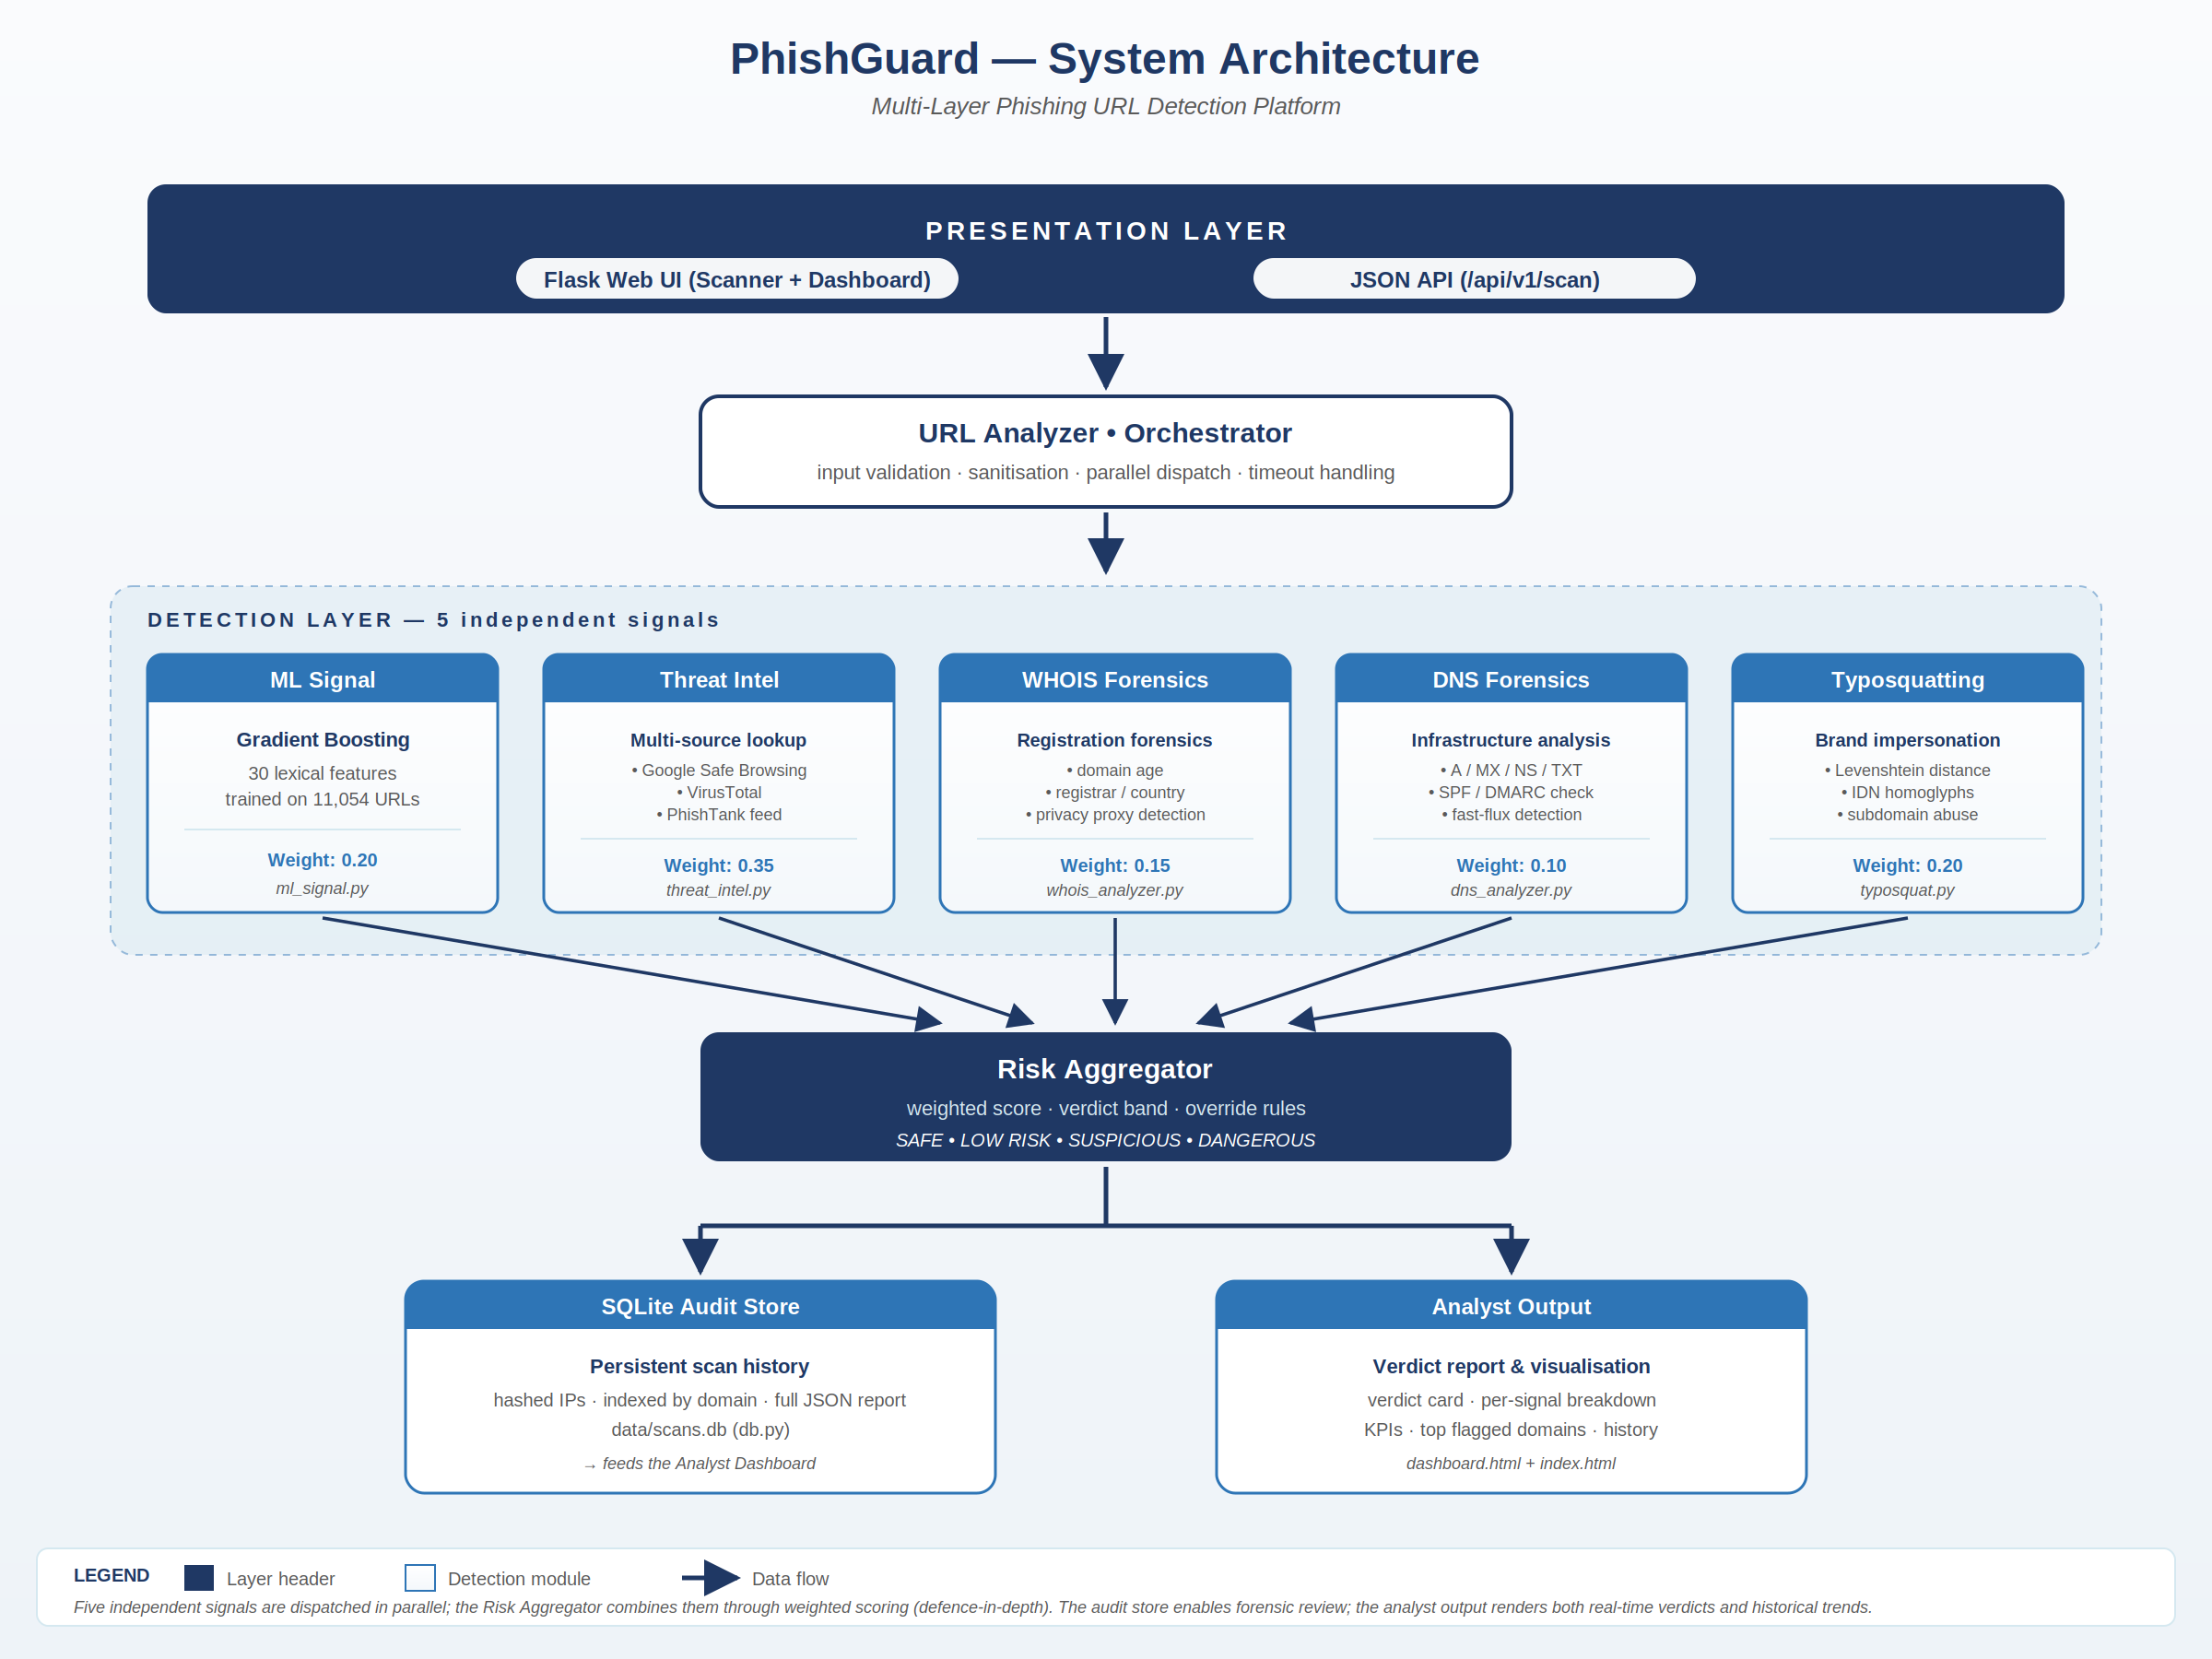 PhishGuard — System Architecture
Multi-Layer Phishing URL Detection Platform
PRESENTATION LAYER
Flask Web UI (Scanner + Dashboard)
JSON API (/api/v1/scan)
URL Analyzer • Orchestrator
input validation · sanitisation · parallel dispatch · timeout handling
DETECTION LAYER — 5 independent signals
ML Signal
Gradient Boosting
30 lexical features
trained on 11,054 URLs
Weight: 0.20
ml_signal.py
Threat Intel
Multi-source lookup
• Google Safe Browsing
• VirusTotal
• PhishTank feed
Weight: 0.35
threat_intel.py
WHOIS Forensics
Registration forensics
• domain age
• registrar / country
• privacy proxy detection
Weight: 0.15
whois_analyzer.py
DNS Forensics
Infrastructure analysis
• A / MX / NS / TXT
• SPF / DMARC check
• fast-flux detection
Weight: 0.10
dns_analyzer.py
Typosquatting
Brand impersonation
• Levenshtein distance
• IDN homoglyphs
• subdomain abuse
Weight: 0.20
typosquat.py
Risk Aggregator
weighted score · verdict band · override rules
SAFE • LOW RISK • SUSPICIOUS • DANGEROUS
SQLite Audit Store
Persistent scan history
hashed IPs · indexed by domain · full JSON report
data/scans.db (db.py)
→ feeds the Analyst Dashboard
Analyst Output
Verdict report & visualisation
verdict card · per-signal breakdown
KPIs · top flagged domains · history
dashboard.html + index.html
LEGEND
Layer header
Detection module
Data flow
Five independent signals are dispatched in parallel; the Risk Aggregator combines them through weighted scoring (defence-in-depth). The audit store enables forensic review; the analyst output renders both real-time verdicts and historical trends.